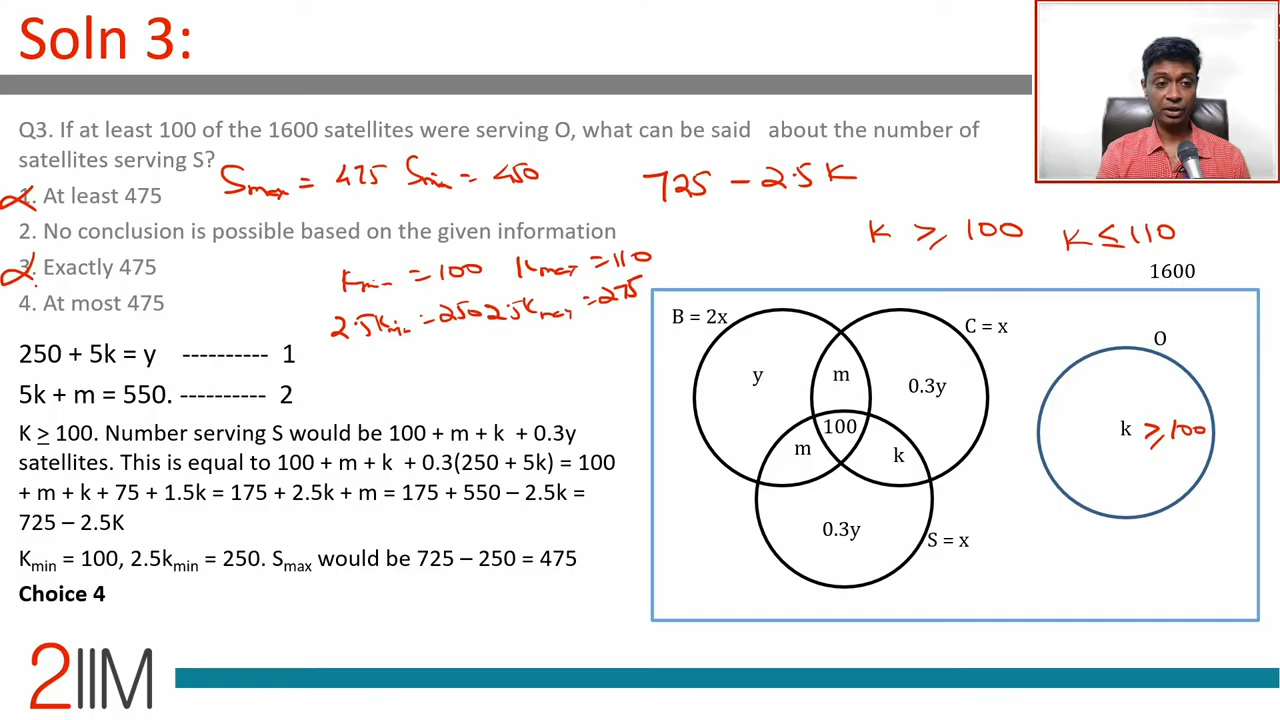 Soln 3:
Q3. If at least 100 of the 1600 satellites were serving O, what can be said about the number of
satellites serving S?
Smax = 475 Smin = 450
725 - 2.5K
1. At least 475
2. No conclusion is possible based on the given information
K ≥ 100 K ≤ 110
3. Exactly 475
Kmin = 100 Kmax = 110
1600
4. At most 475
2.5Kmin = 250 2.5Kmax = 275
B = 2x
C = x
O
250 + 5k = y ---------- 1
y
m
0.3y
5k + m = 550. ---------- 2
100
k ≥ 100
K > 100. Number serving S would be 100 + m + k + 0.3y
m
k
satellites. This is equal to 100 + m + k + 0.3(250 + 5k) = 100
+ m + k + 75 + 1.5k = 175 + 2.5k + m = 175 + 550 – 2.5k =
725 – 2.5K
0.3y
S = x
Kmin = 100, 2.5kmin = 250. Smax would be 725 – 250 = 475
Choice 4
2IIM